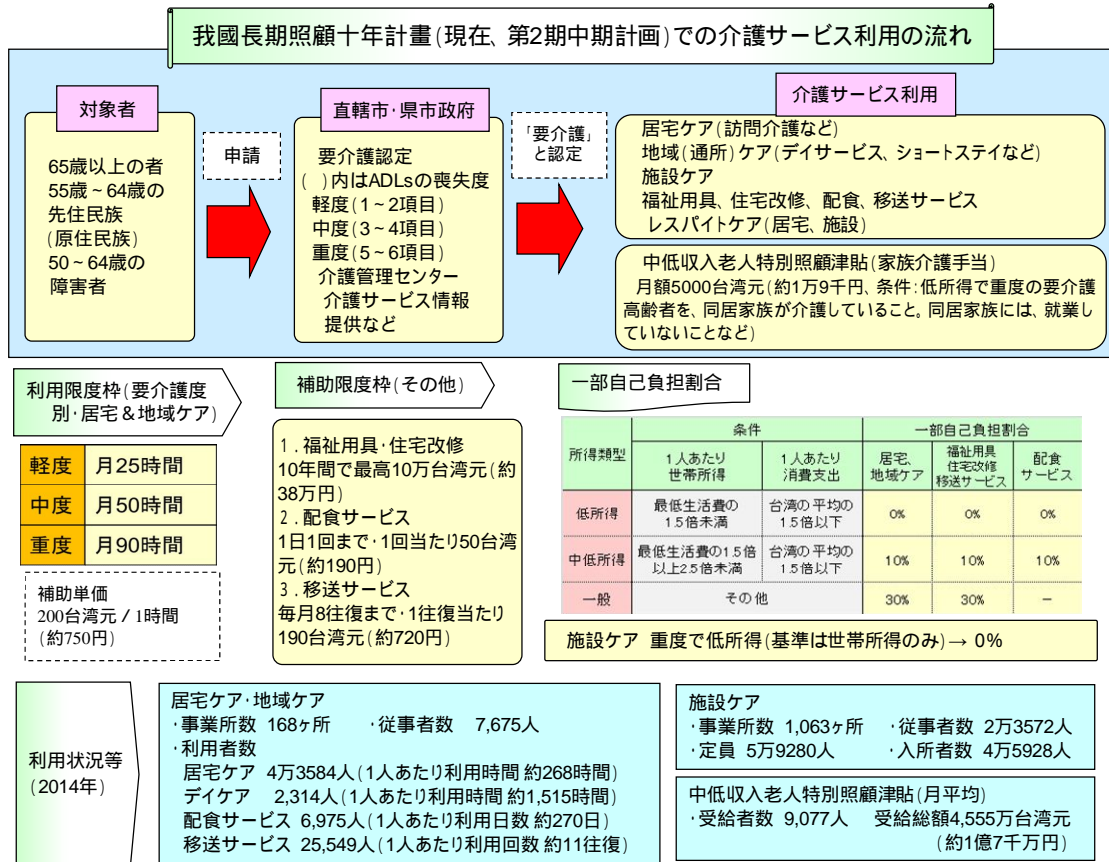 我國長期照顧十年計畫(現在、第2期中期計画)での介護サービス利用の流れ
対象者
65歳以上の者
55歳～64歳の
先住民族
(原住民族)
50～64歳の
障害者
申請
直轄市・県市政府
要介護認定
(　)内はADLsの喪失度
軽度(1～2項目)
中度(3～4項目)
重度(5～6項目)
介護管理センター
介護サービス情報
提供など
「要介護」
と認定
介護サービス利用
居宅ケア(訪問介護など)
地域(通所)ケア(デイサービス、ショートステイなど)
施設ケア
福祉用具、住宅改修、配食、移送サービス
レスパイトケア(居宅、施設)
中低収入老人特別照顧津貼(家族介護手当)
月額5000台湾元(約1万9千円、条件:低所得で重度の要介護
高齢者を、同居家族が介護していること。同居家族には、就業し
ていないことなど)
利用限度枠(要介護度
別・居宅&地域ケア)
軽度 月25時間
中度 月50時間
重度 月90時間
補助単価
200台湾元 / 1時間
(約750円)
補助限度枠(その他)
1．福祉用具・住宅改修
10年間で最高10万台湾元(約
38万円)
2．配食サービス
1日1回まで・1回当たり50台湾
元(約190円)
3．移送サービス
毎月8往復まで・1往復当たり
190台湾元(約720円)
一部自己負担割合
所得類型 条件 一部自己負担割合
1人あたり世帯所得 1人あたり消費支出 居宅、地域ケア 福祉用具住宅改修移送サービス 配食サービス
低所得 最低生活費の1.5倍未満 台湾の平均の1.5倍以下 0% 0% 0%
中低所得 最低生活費の1.5倍以上2.5倍未満 台湾の平均の1.5倍以下 10% 10% 10%
一般 その他 30% 30% －
施設ケア 重度で低所得(基準は世帯所得のみ)→ 0%
利用状況等
(2014年)
居宅ケア・地域ケア
・事業所数 168ヶ所 ・従事者数 7,675人
・利用者数
居宅ケア 4万3584人(1人あたり利用時間 約268時間)
デイケア 2,314人(1人あたり利用時間 約1,515時間)
配食サービス 6,975人(1人あたり利用日数 約270日)
移送サービス 25,549人(1人あたり利用回数 約11往復)
施設ケア
・事業所数 1,063ヶ所 ・従事者数 2万3572人
・定員 5万9280人 ・入所者数 4万5928人
中低収入老人特別照顧津貼(月平均)
・受給者数 9,077人 受給総額4,555万台湾元
(約1億7千万円)